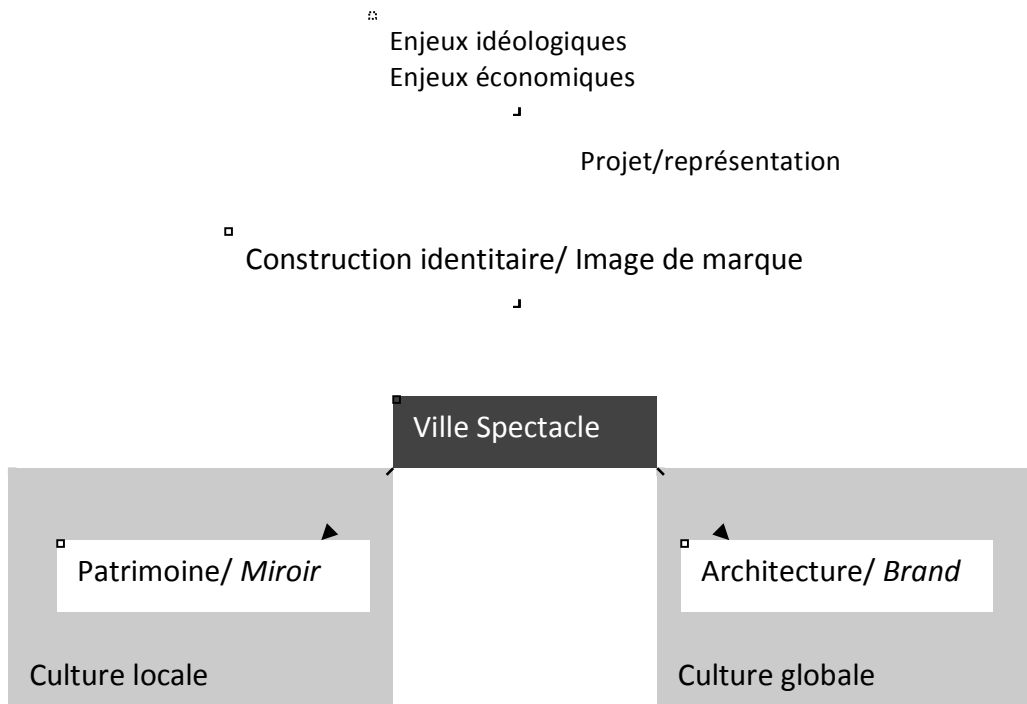 Enjeux idéologiques
Enjeux économiques
Projet/représentation
Construction identitaire/ Image de marque
Ville Spectacle
Patrimoine/ Miroir
Architecture/ Brand
Culture locale
Culture globale